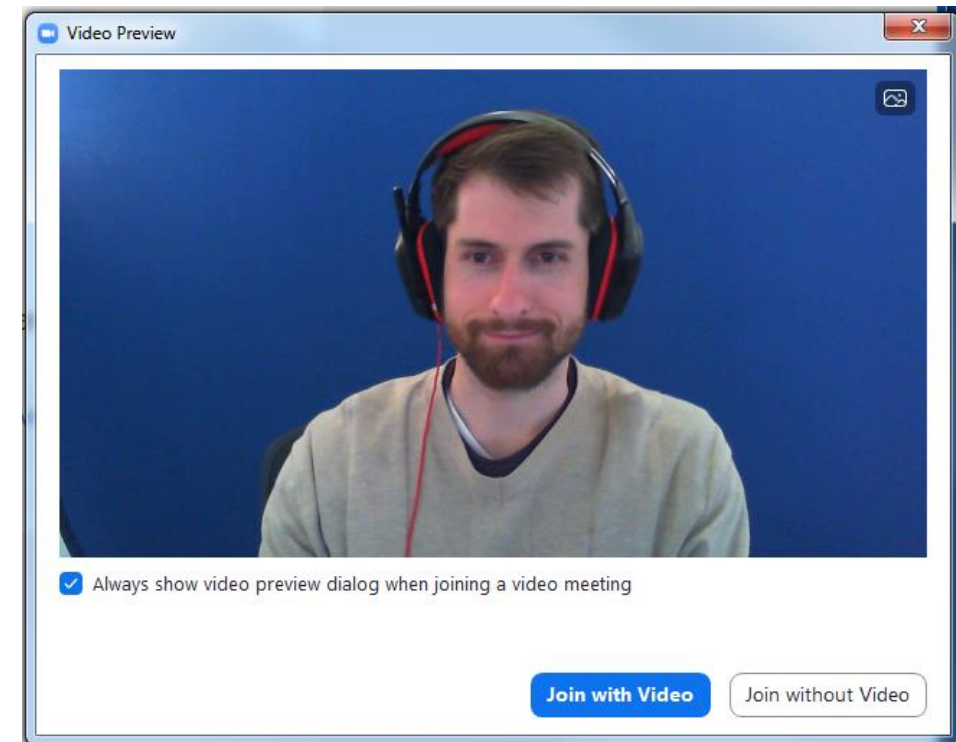 Video Preview
Always show video preview dialog when joining a video meeting
Join with Video
Join without Video